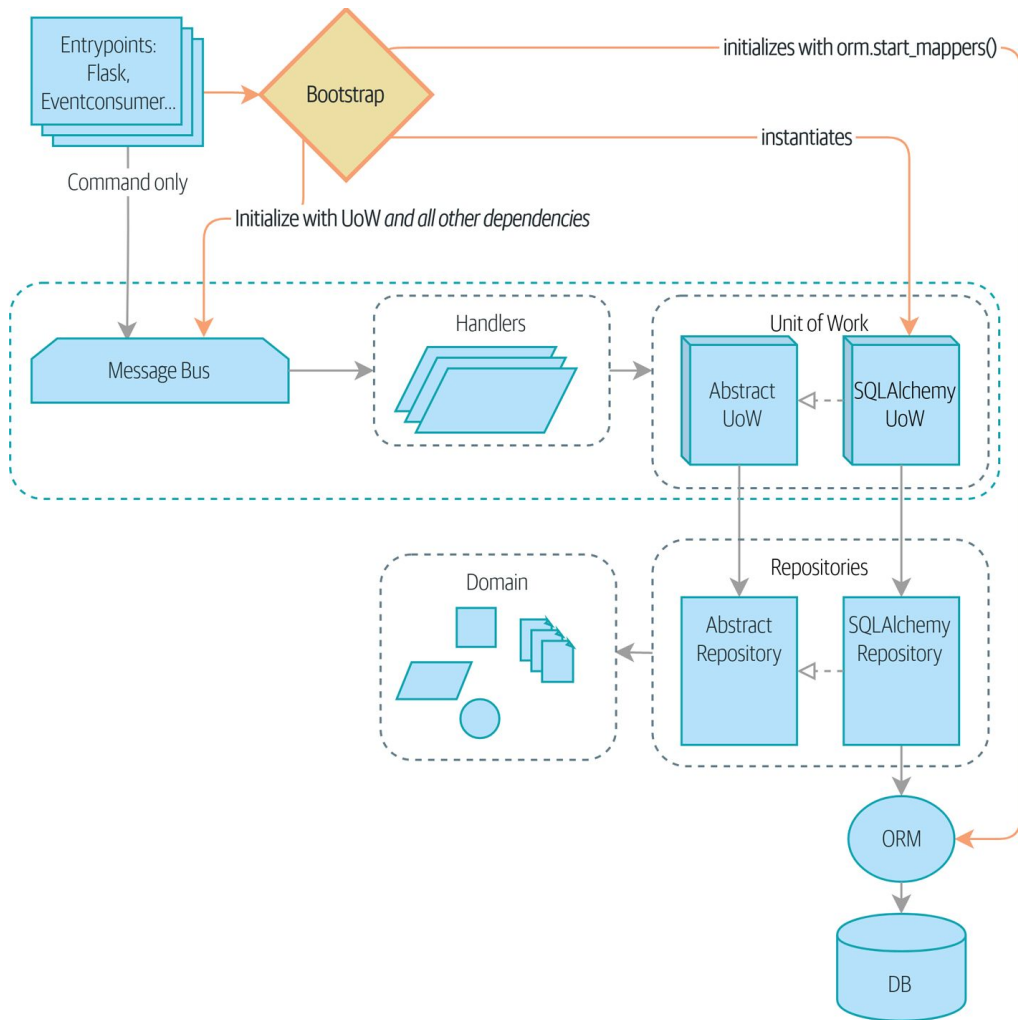 Entrypoints:
Flask,
Eventconsumer...
Bootstrap
initializes with orm.start_mappers()
instantiates
Command only
Initialize with UoW and all other dependencies
Message Bus
Handlers
Unit of Work
Abstract
UoW
SQLAlchemy
UoW
Domain
Repositories
Abstract
Repository
SQLAlchemy
Repository
ORM
DB